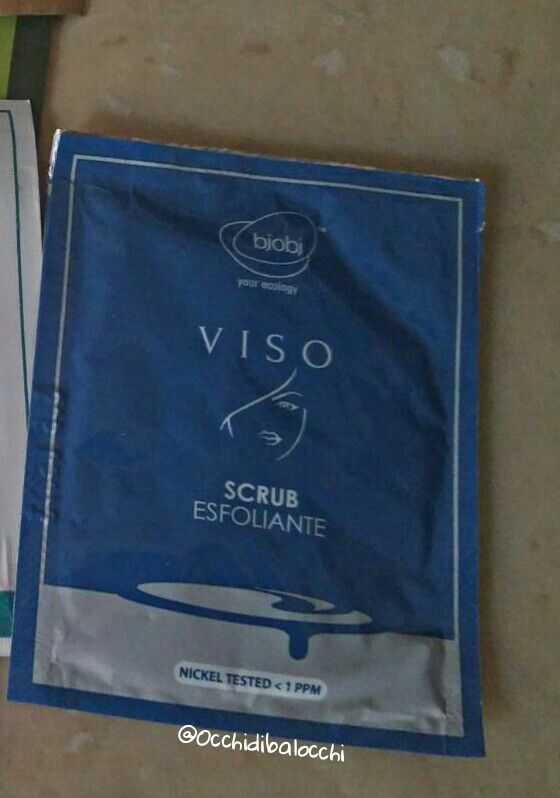 bjobj
your ecology
VISO
SCRUB
ESFOLIANTE
NICKEL TESTED < 1 PPM
@Occhidibalocchi